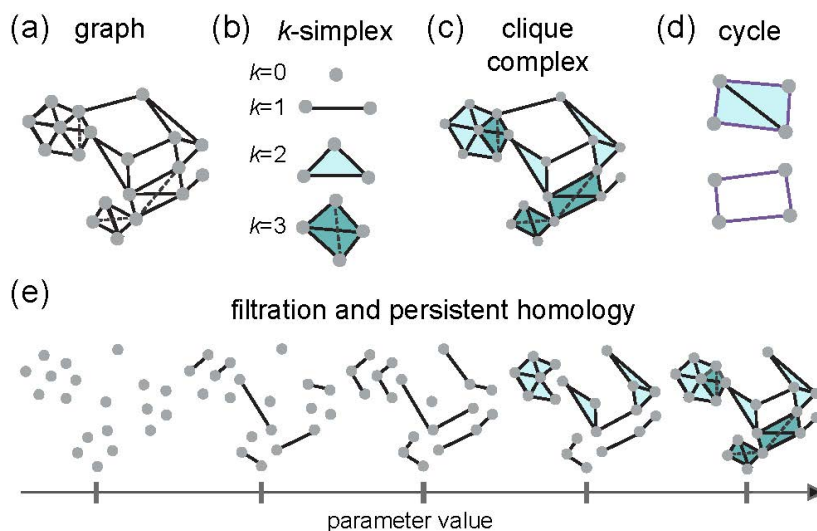 (a) graph
(b) k-simplex
k=0
k=1
k=2
k=3
(c) clique
complex
(d) cycle
(e)
filtration and persistent homology
parameter value